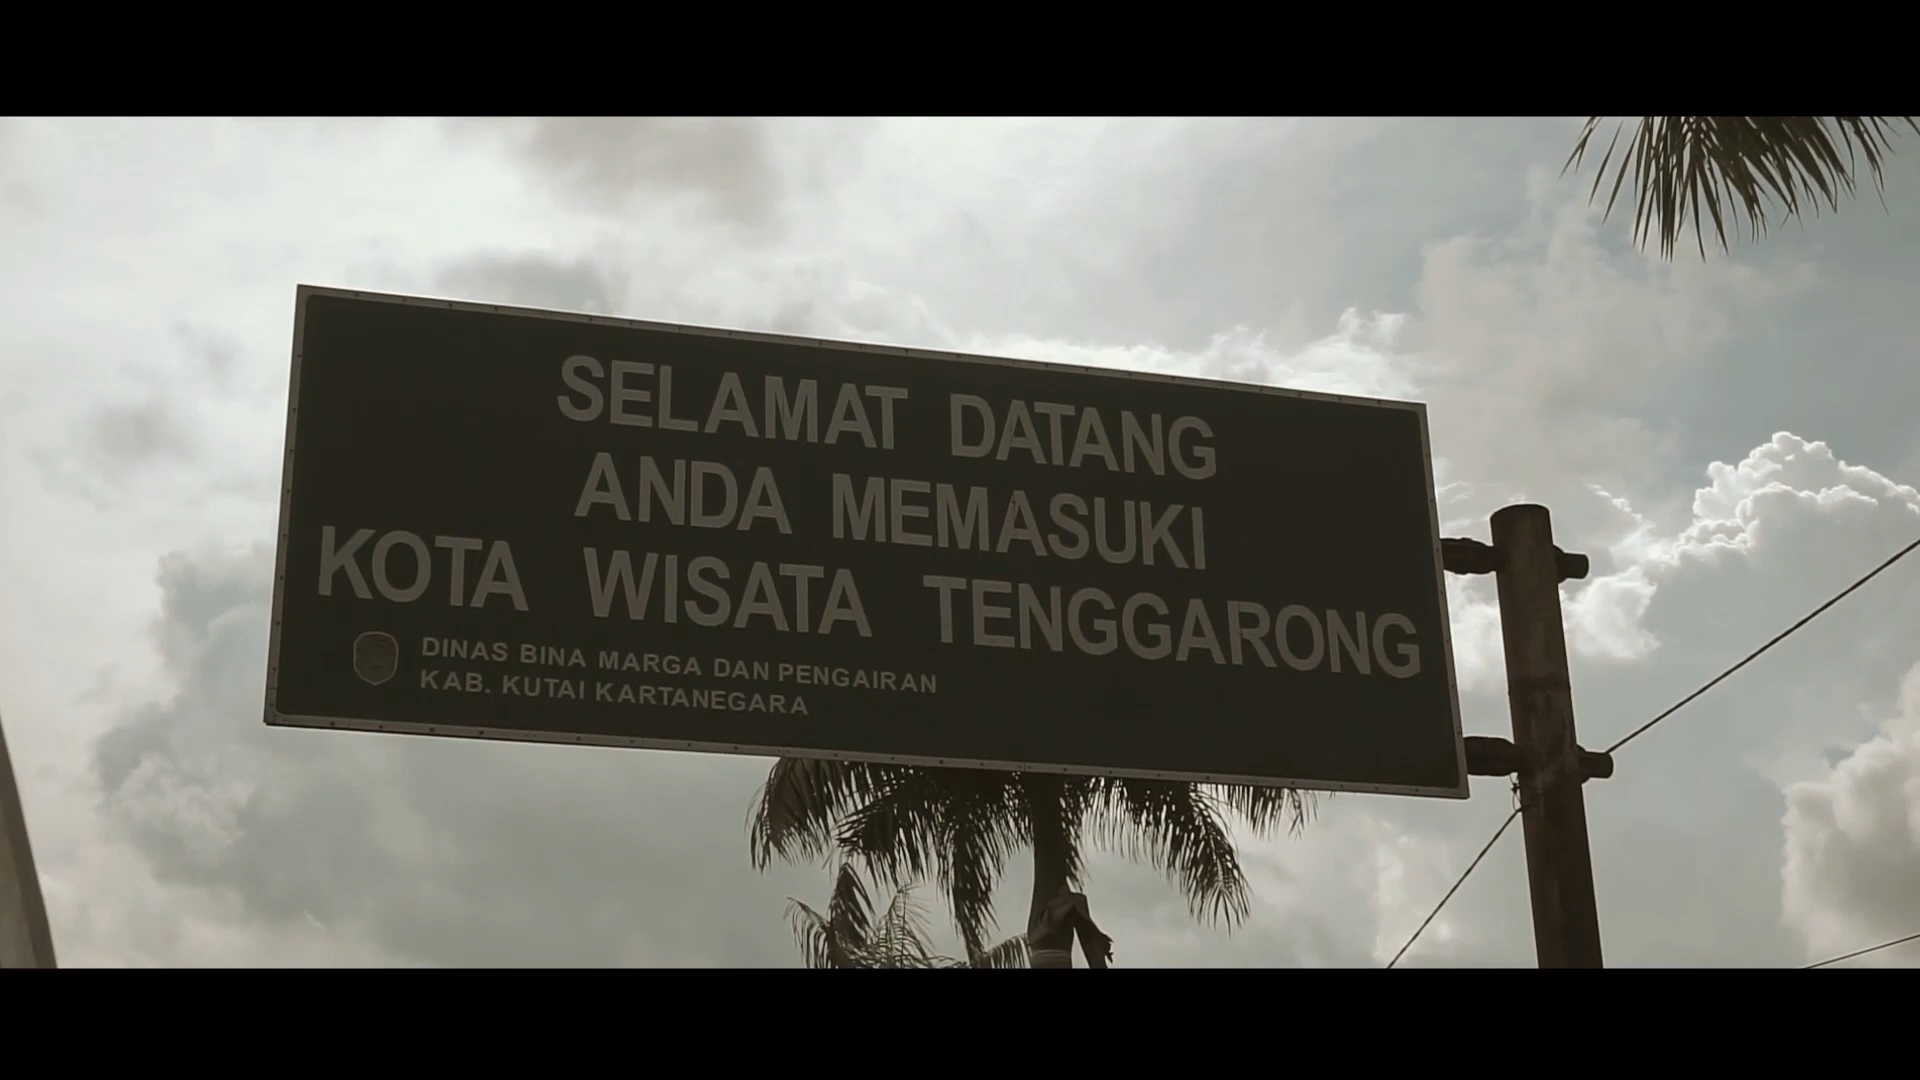 SELAMAT DATANG
ANDA MEMASUKI
KOTA WISATA TENGGARONG
DINAS BINA MARGA DAN PENGAIRAN
KAB. KUTAI KARTANEGARA